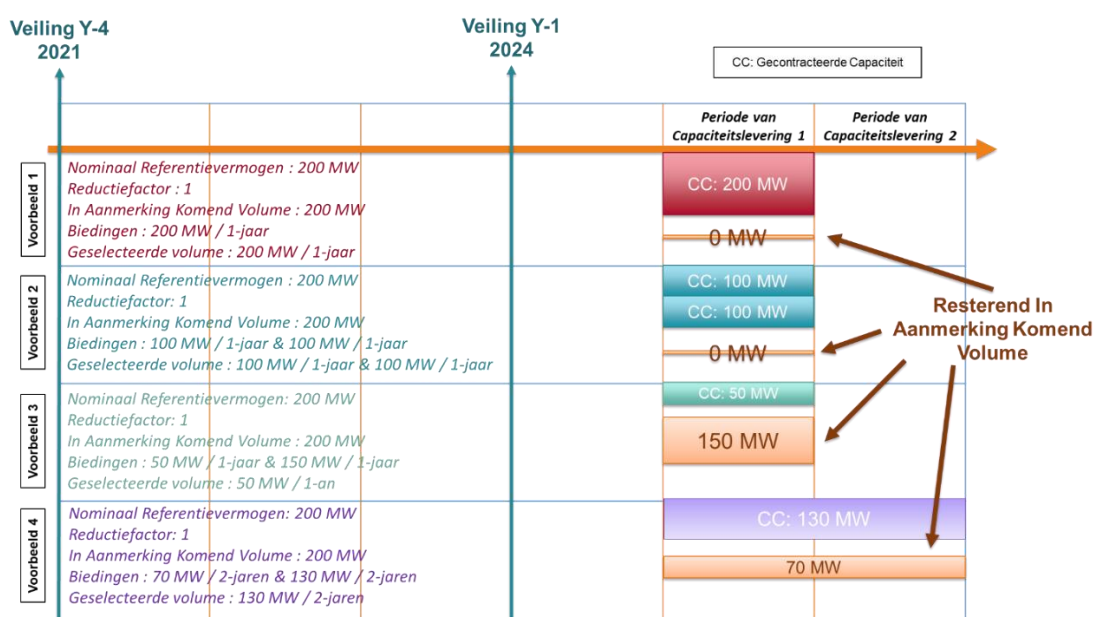 Veiling Y-4
2021
Veiling Y-1
2024
CC: Gecontracteerde Capaciteit
Periode van
Capaciteitslevering 1
Periode van
Capaciteitslevering 2
Voorbeeld 1
Nominaal Referentievermogen : 200 MW
Reductiefactor : 1
In Aanmerking Komend Volume : 200 MW
Biedingen : 200 MW / 1-jaar
Geselecteerde volume : 200 MW / 1-jaar
CC: 200 MW
0 MW
Voorbeeld 2
Nominaal Referentievermogen : 200 MW
Reductiefactor: 1
In Aanmerking Komend Volume : 200 MW
Biedingen : 100 MW / 1-jaar & 100 MW / 1-jaar
Geselecteerde volume : 100 MW / 1-jaar & 100 MW / 1-jaar
CC: 100 MW
CC: 100 MW
0 MW
Resterend In
Aanmerking Komend
Volume
Voorbeeld 3
Nominaal Referentievermogen: 200 MW
Reductiefactor: 1
In Aanmerking Komend Volume : 200 MW
Biedingen : 50 MW / 1-jaar & 150 MW / 1-jaar
Geselecteerde volume : 50 MW / 1-an
CC: 50 MW
150 MW
Voorbeeld 4
Nominaal Referentievermogen: 200 MW
Reductiefactor: 1
In Aanmerking Komend Volume : 200 MW
Biedingen : 70 MW / 2-jaren & 130 MW / 2-jaren
Geselecteerde volume : 130 MW / 2-jaren
CC: 130 MW
70 MW